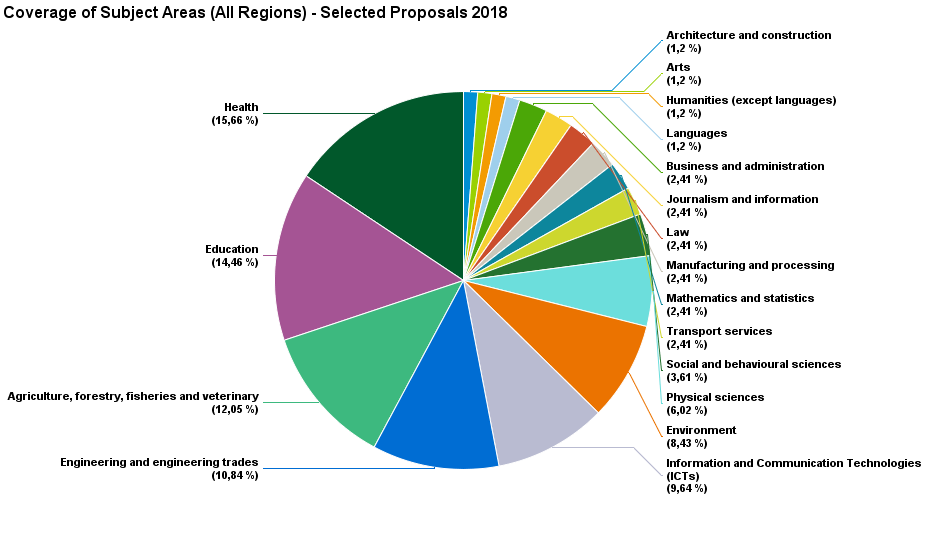 Coverage of Subject Areas (All Regions) - Selected Proposals 2018
Architecture and construction
(1,2 %)
Arts
(1,2 %)
Humanities (except languages)
(1,2 %)
Languages
(1,2 %)
Business and administration
(2,41 %)
Journalism and information
(2,41 %)
Law
(2,41 %)
Manufacturing and processing
(2,41 %)
Mathematics and statistics
(2,41 %)
Transport services
(2,41 %)
Social and behavioural sciences
(3,61 %)
Physical sciences
(6,02 %)
Environment
(8,43 %)
Information and Communication Technologies
(ICTs)
(9,64 %)
Engineering and engineering trades
(10,84 %)
Agriculture, forestry, fisheries and veterinary
(12,05 %)
Education
(14,46 %)
Health
(15,66 %)